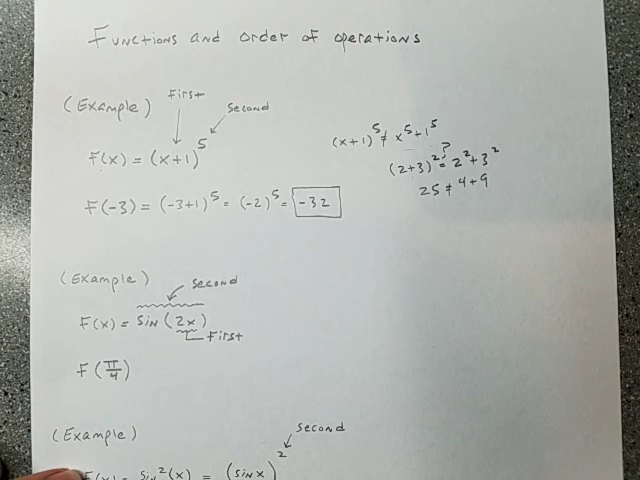 Functions and order of operations
(Example) First Second
F(x) = (x+1)^5
F(-3) = (-3+1)^5 = (-2)^5 = -32
(x+1)^5 ≠ x^5+1^5
(2+3)^2 ?= 2^2+3^2
25 ≠ 4+9
(Example) Second
F(x) = sin(2x)
First
F(π/4)
(Example) Second
F(x) = sin^2(x) = (sinx)^2